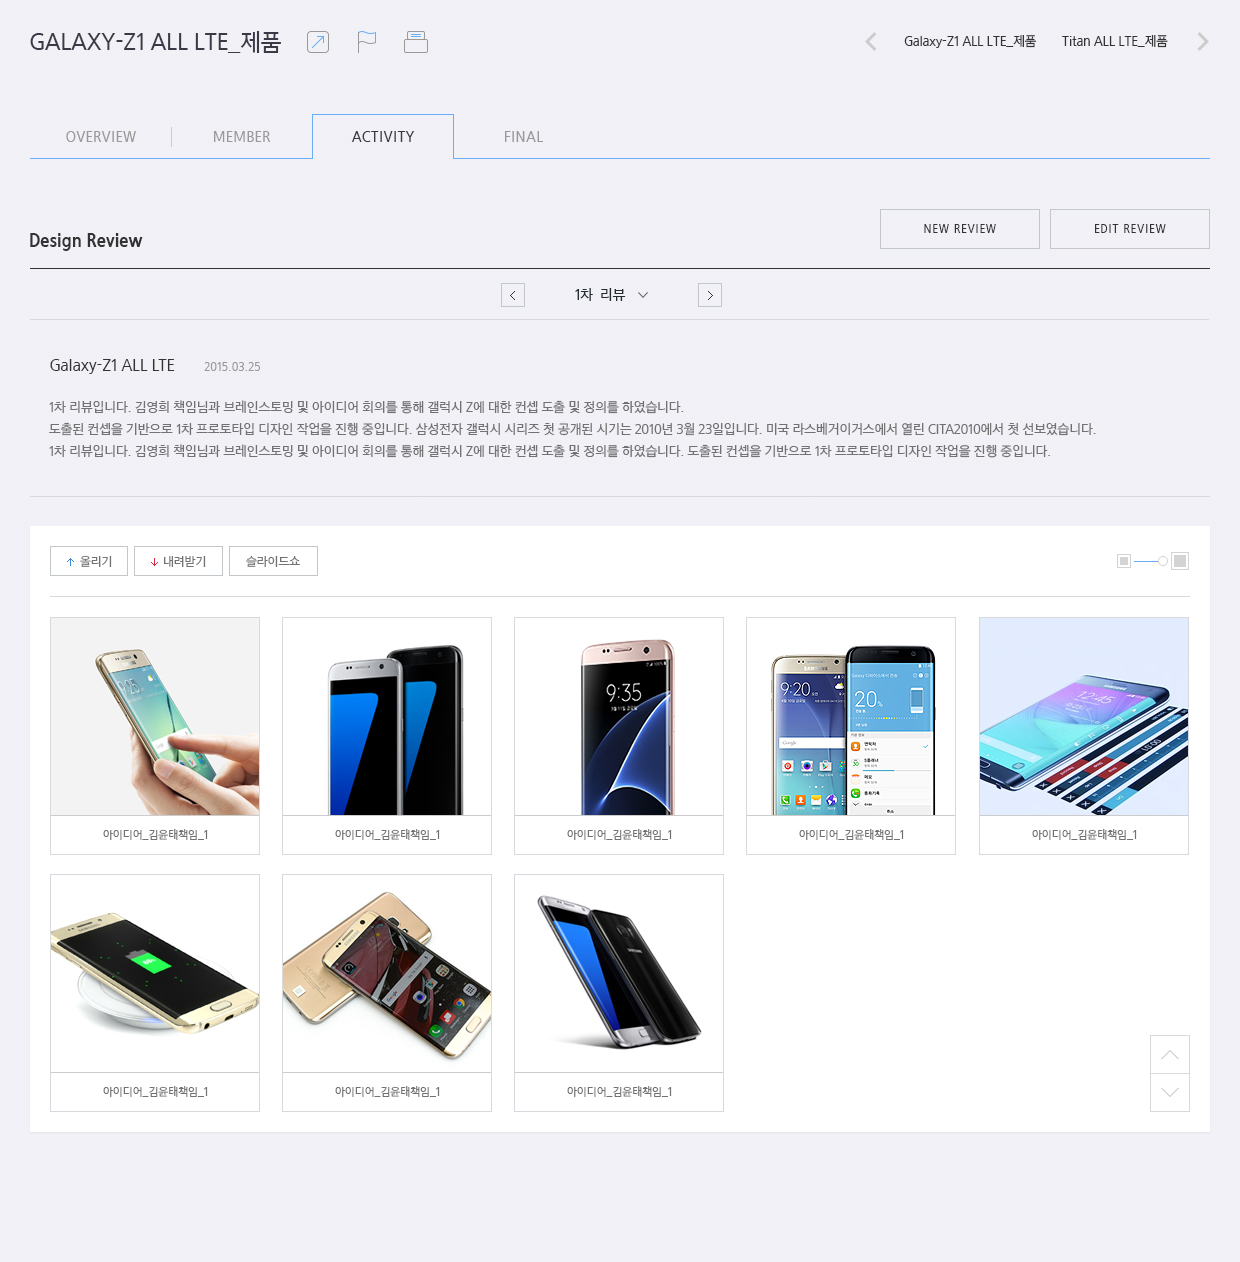 GALAXY-Z1 ALL LTE_제품
Galaxy-Z1 ALL LTE_제품 Titan ALL LTE_제품
OVERVIEW MEMBER ACTIVITY FINAL
Design Review
NEW REVIEW EDIT REVIEW
1차 리뷰
Galaxy-Z1 ALL LTE 2015.03.25
1차 리뷰입니다. 김영희 책임님과 브레인스토밍 및 아이디어 회의를 통해 갤럭시 Z에 대한 컨셉 도출 및 정의를 하였습니다.
도출된 컨셉을 기반으로 1차 프로토타입 디자인 작업을 진행 중입니다. 삼성전자 갤럭시 시리즈 첫 공개된 시기는 2010년 3월 23일입니다. 미국 라스베거이거스에서 열린 CITA2010에서 첫 선보였습니다.
1차 리뷰입니다. 김영희 책임님과 브레인스토밍 및 아이디어 회의를 통해 갤럭시 Z에 대한 컨셉 도출 및 정의를 하였습니다. 도출된 컨셉을 기반으로 1차 프로토타입 디자인 작업을 진행 중입니다.
올리기 내려받기 슬라이드쇼
9:35
9:20
20%
Google
12:45
아이디어_김윤태책임_1 아이디어_김윤태책임_1 아이디어_김윤태책임_1 아이디어_김윤태책임_1 아이디어_김윤태책임_1
아이디어_김윤태책임_1 아이디어_김윤태책임_1 아이디어_김윤태책임_1